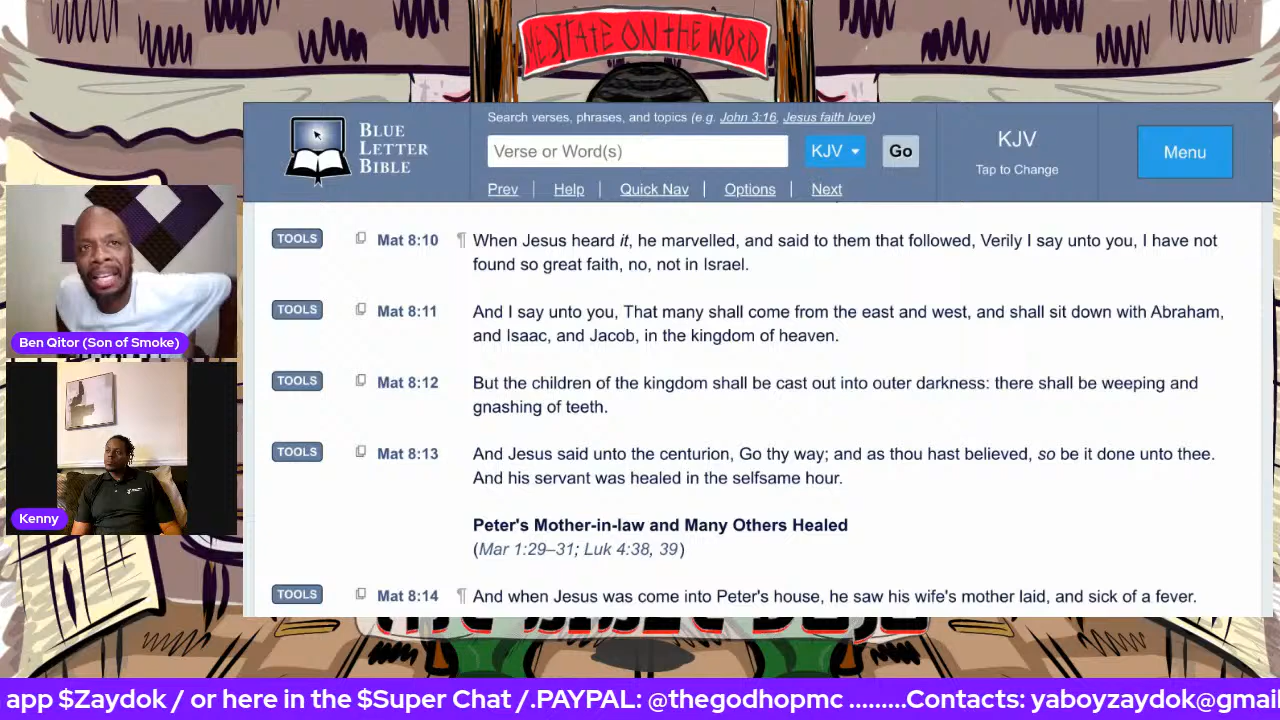 MEDITATE ON THE WORD
BLUE
LETTER
BIBLE
Search verses, phrases, and topics (e.g. John 3:16, Jesus faith love)
Verse or Word(s)
KJV
Go
Prev | Help | Quick Nav | Options | Next
KJV
Tap to Change
Menu
TOOLS Mat 8:10 ¶ When Jesus heard it, he marvelled, and said to them that followed, Verily I say unto you, I have not
found so great faith, no, not in Israel.
TOOLS Mat 8:11 And I say unto you, That many shall come from the east and west, and shall sit down with Abraham,
and Isaac, and Jacob, in the kingdom of heaven.
TOOLS Mat 8:12 But the children of the kingdom shall be cast out into outer darkness: there shall be weeping and
gnashing of teeth.
TOOLS Mat 8:13 And Jesus said unto the centurion, Go thy way; and as thou hast believed, so be it done unto thee.
And his servant was healed in the selfsame hour.
Peter's Mother-in-law and Many Others Healed
(Mar 1:29–31; Luk 4:38, 39)
TOOLS Mat 8:14 ¶ And when Jesus was come into Peter's house, he saw his wife's mother laid, and sick of a fever.
Ben Qitor (Son of Smoke)
Kenny
app $Zaydok / or here in the $Super Chat /.PAYPAL: @thegodhopmc .........Contacts: yaboyzaydok@gmai